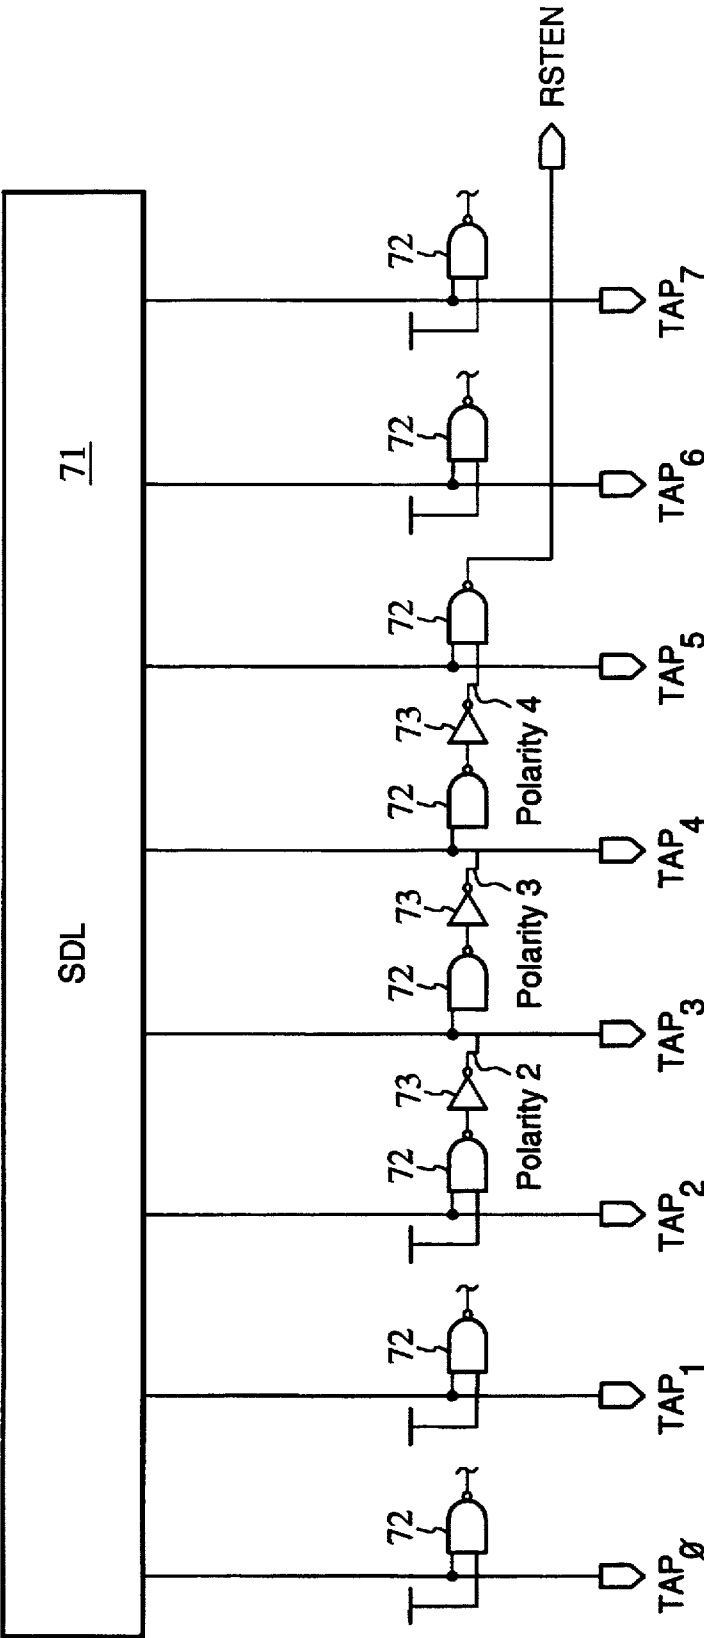 SDL
71
72
72
72
72
72
72
72
72
73
73
73
Polarity 2
Polarity 3
Polarity 4
RSTEN
TAPØ
TAP1
TAP2
TAP3
TAP4
TAP5
TAP6
TAP7